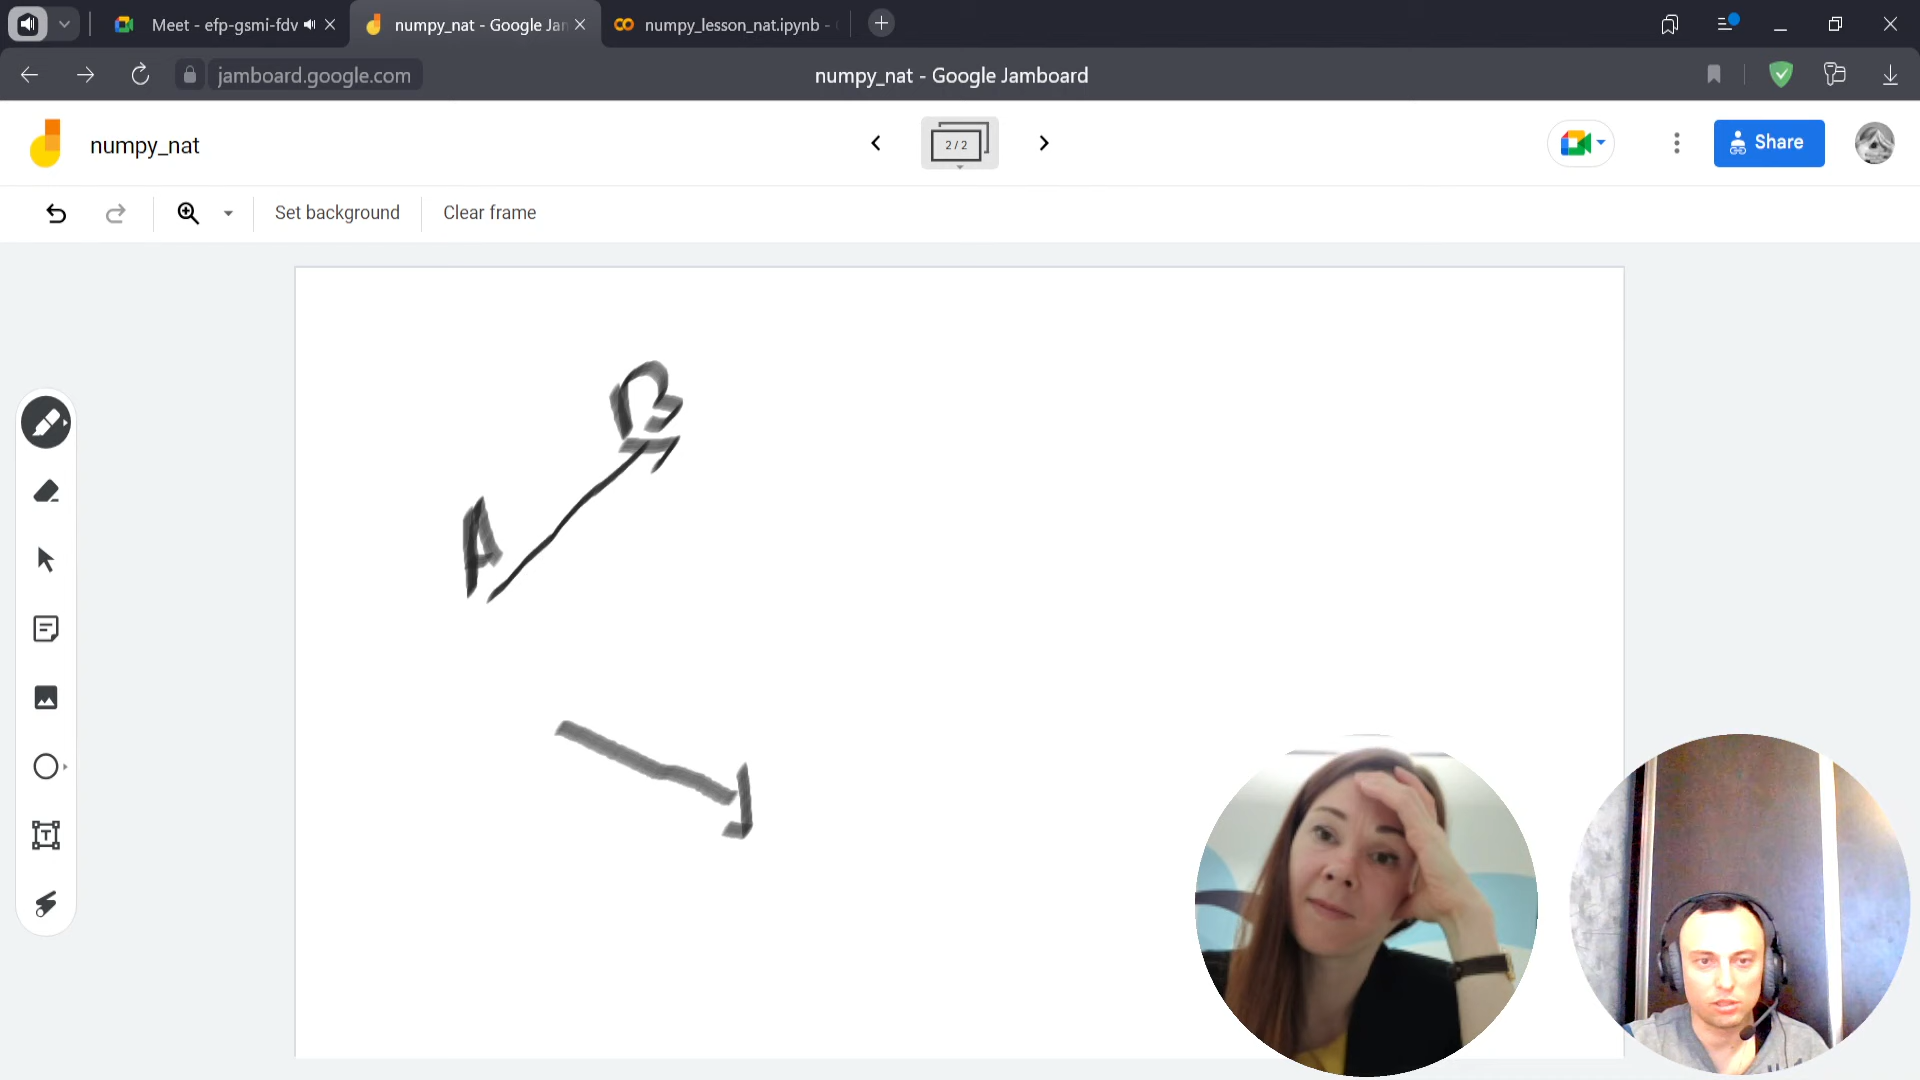 Meet - efp-gsmi-fdv
numpy_nat - Google Jan
numpy_lesson_nat.ipynb -
jamboard.google.com
numpy_nat - Google Jamboard
numpy_nat
2 / 2
Share
Set background
Clear frame
B
A